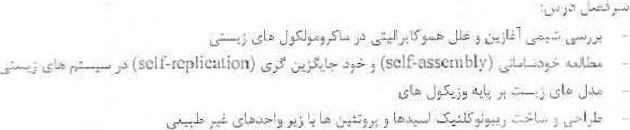 سرفصل درس:
- بررسی شیمی آغازین و علل هموکایرالیتی در ماکرومولکول های زیستی
- مطالعه خودسامانی (self-assembly) و خود جایگزین گری (self-replication) در سیستم های زیستی
- مدل های زیست بر پایه وزیکول های
- طراحی و ساخت ریبونوکلئیک اسیدها و پروتئین ها با زیر واحدهای غیر طبیعی